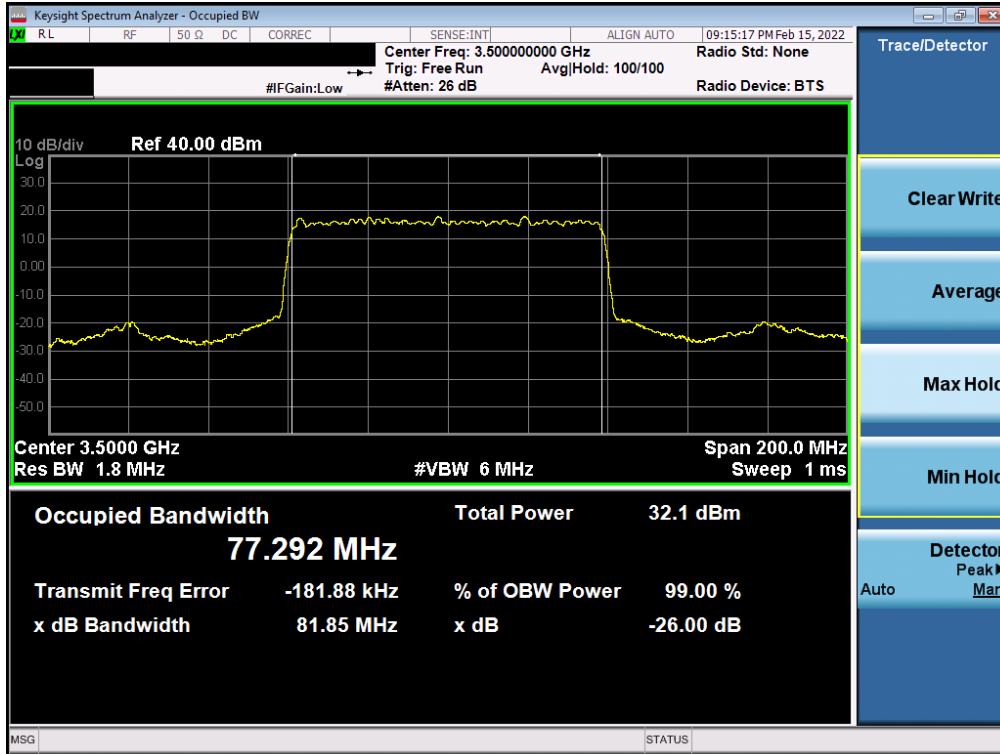 Keysight Spectrum Analyzer - Occupied BW
LXI RL RF 50 Ω DC CORREC SENSE:INT ALIGN AUTO 09:15:17 PM Feb 15, 2022
Center Freq: 3.500000000 GHz Radio Std: None
Trig: Free Run Avg|Hold: 100/100
#IFGain:Low #Atten: 26 dB Radio Device: BTS
Trace/Detector
10 dB/div Ref 40.00 dBm
Log
30.0
20.0
10.0
0.00
-10.0
-20.0
-30.0
-40.0
-50.0
Center 3.5000 GHz Span 200.0 MHz
Res BW 1.8 MHz #VBW 6 MHz Sweep 1 ms
Occupied Bandwidth Total Power 32.1 dBm
77.292 MHz
Transmit Freq Error -181.88 kHz % of OBW Power 99.00 %
x dB Bandwidth 81.85 MHz x dB -26.00 dB
Clear Write
Average
Max Hold
Min Hold
Detector
Peak
Auto Man
MSG STATUS